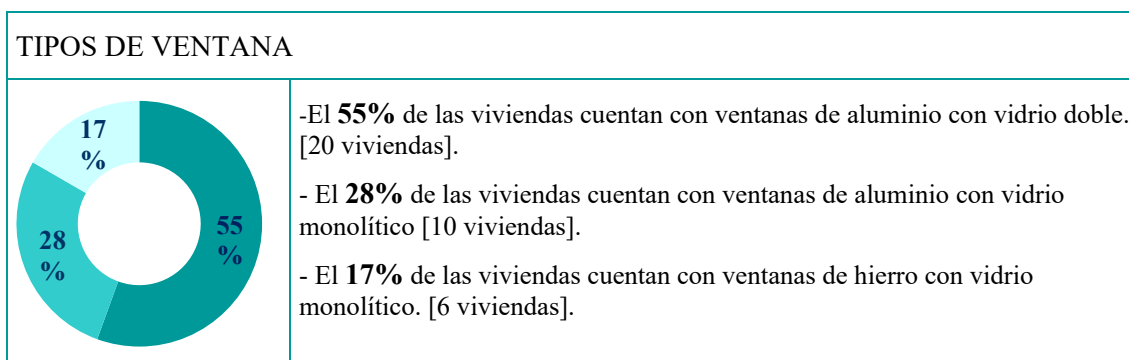 TIPOS DE VENTANA
17
%
28
%
55
%
-El 55% de las viviendas cuentan con ventanas de aluminio con vidrio doble.
[20 viviendas].
- El 28% de las viviendas cuentan con ventanas de aluminio con vidrio
monolítico [10 viviendas].
- El 17% de las viviendas cuentan con ventanas de hierro con vidrio
monolítico. [6 viviendas].